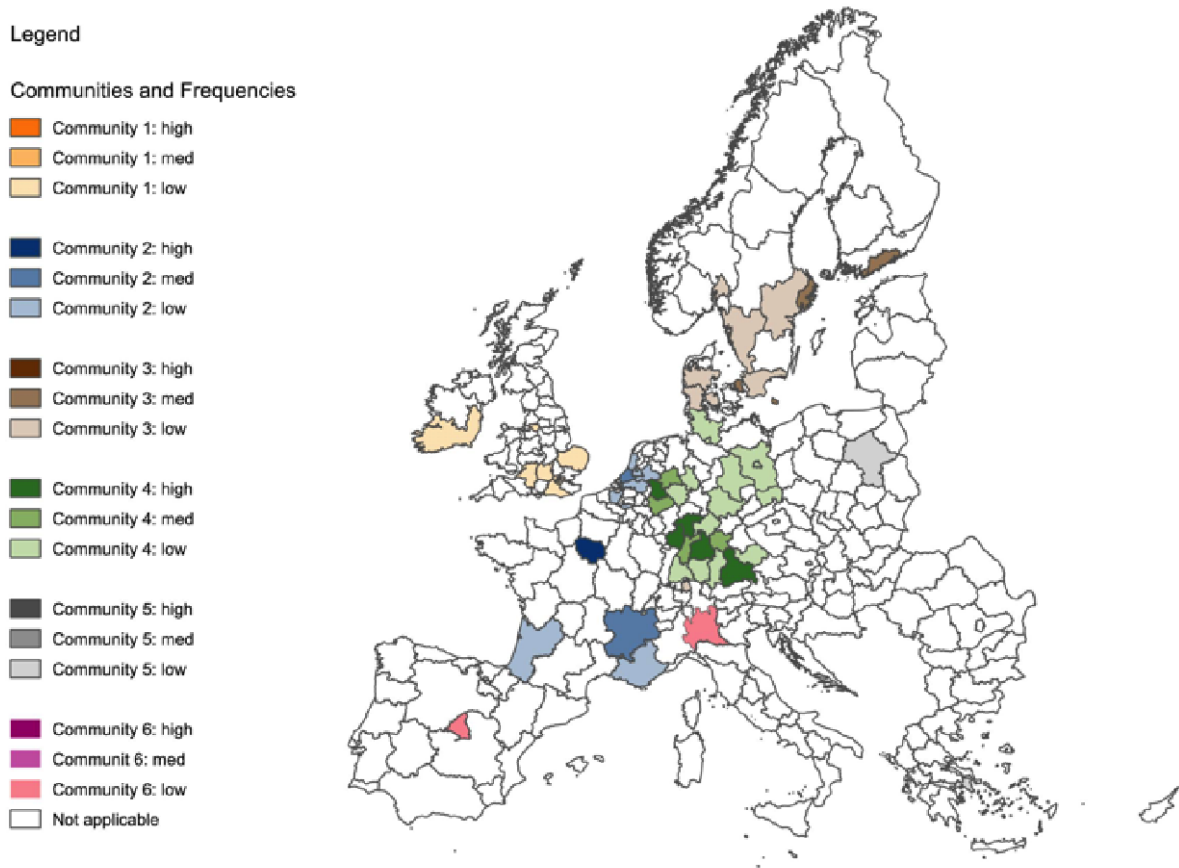 Legend
Communities and Frequencies
Community 1: high
Community 1: med
Community 1: low
Community 2: high
Community 2: med
Community 2: low
Community 3: high
Community 3: med
Community 3: low
Community 4: high
Community 4: med
Community 4: low
Community 5: high
Community 5: med
Community 5: low
Community 6: high
Communit 6: med
Community 6: low
Not applicable